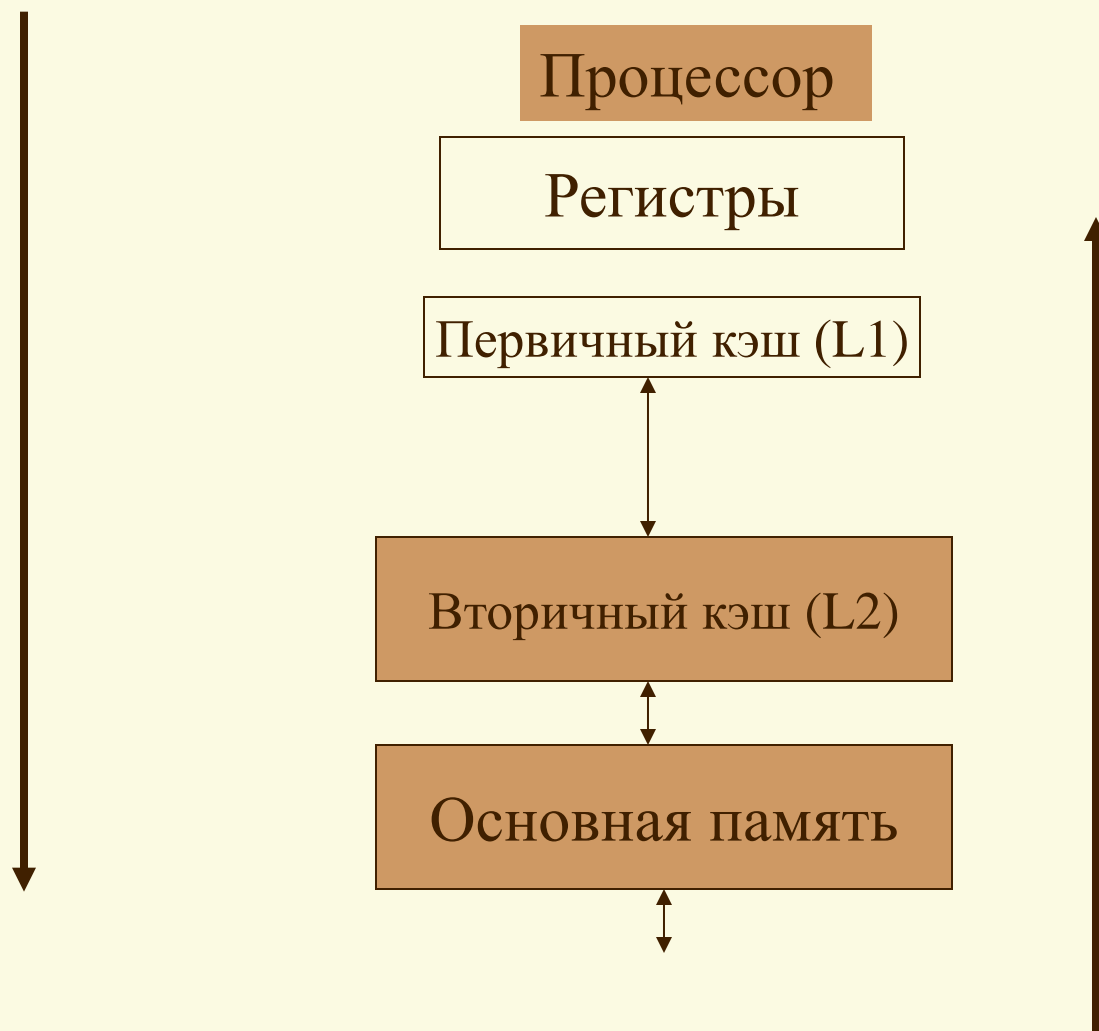 Процессор
Регистры
Первичный кэш (L1)
Вторичный кэш (L2)
Основная память